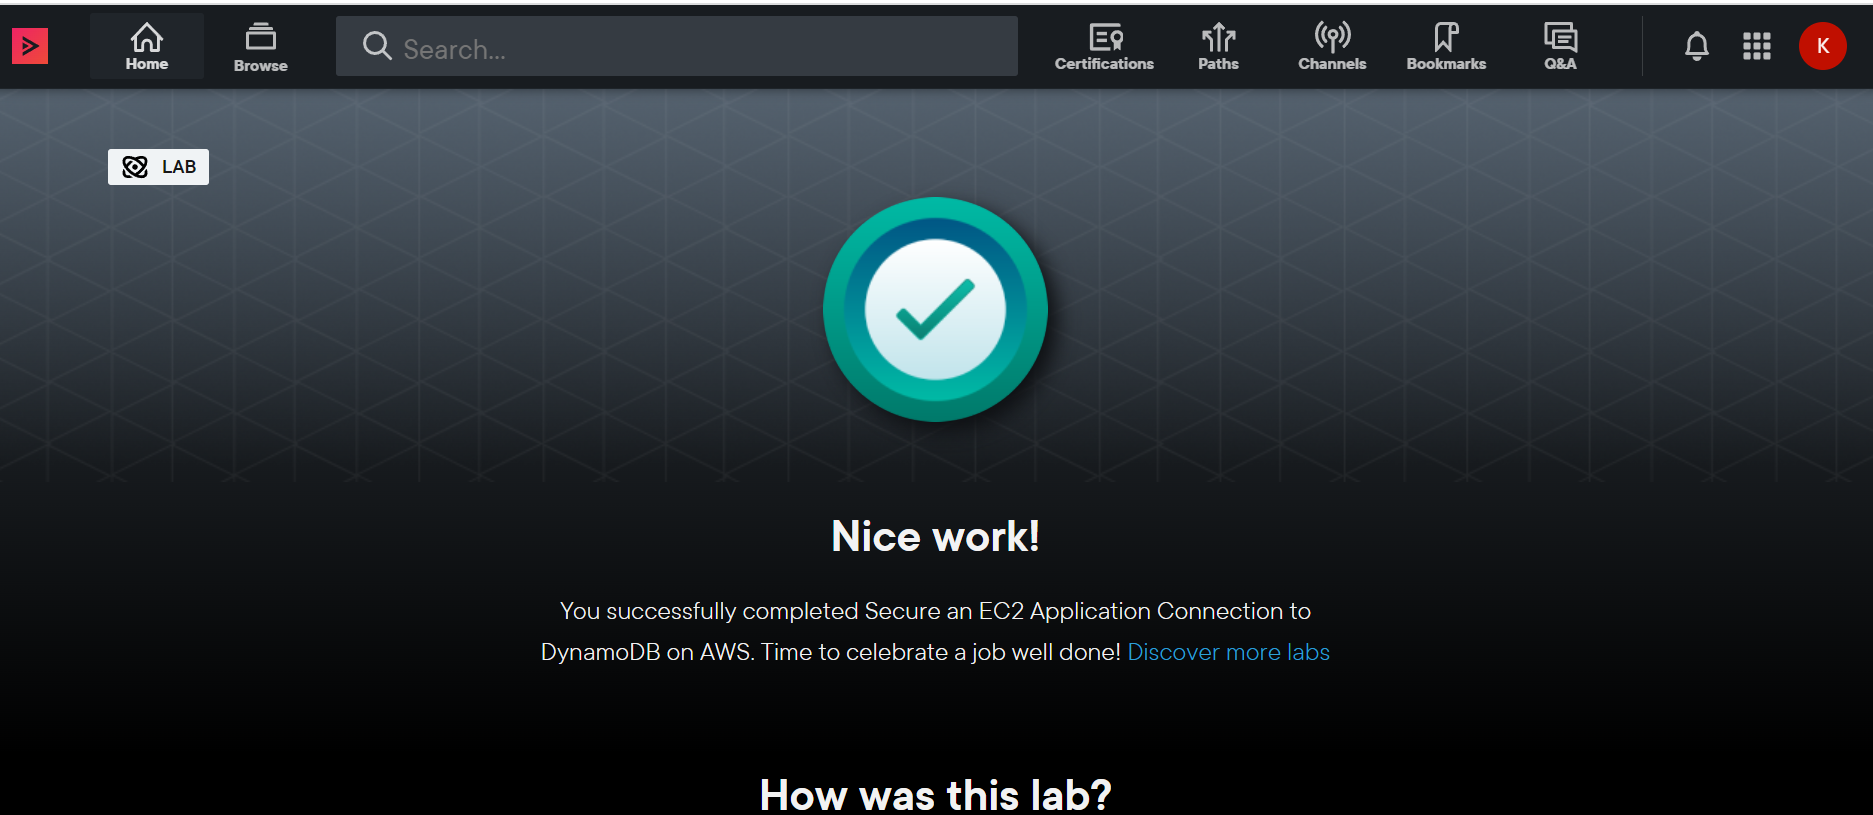 Home
Browse
Search...
Certifications
Paths
Channels
Bookmarks
Q&A
K
LAB
Nice work!
You successfully completed Secure an EC2 Application Connection to
DynamoDB on AWS. Time to celebrate a job well done! Discover more labs
How was this lab?